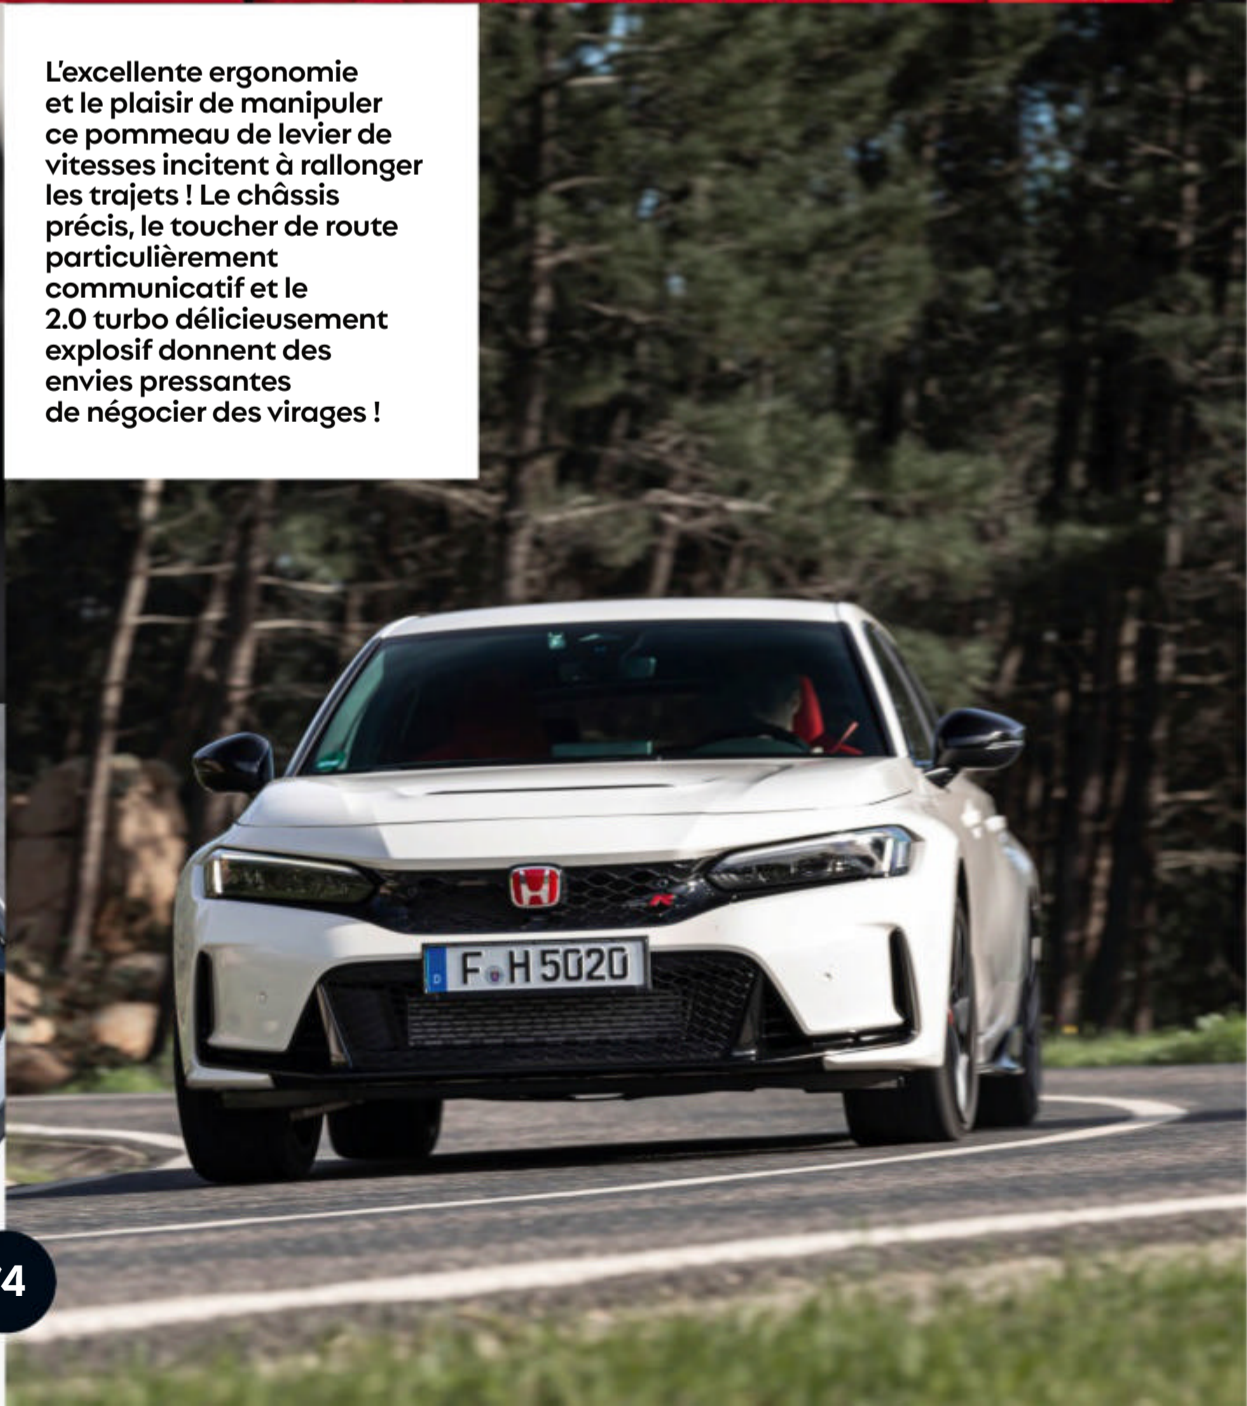 L'excellente ergonomie
et le plaisir de manipuler
ce pommeau de levier de
vitesses incitent à rallonger
les trajets ! Le châssis
précis, le toucher de route
particulièrement
communicatif et le
2.0 turbo délicieusement
explosif donnent des
envies pressantes
de négocier des virages !
R
F H 5020
D
4